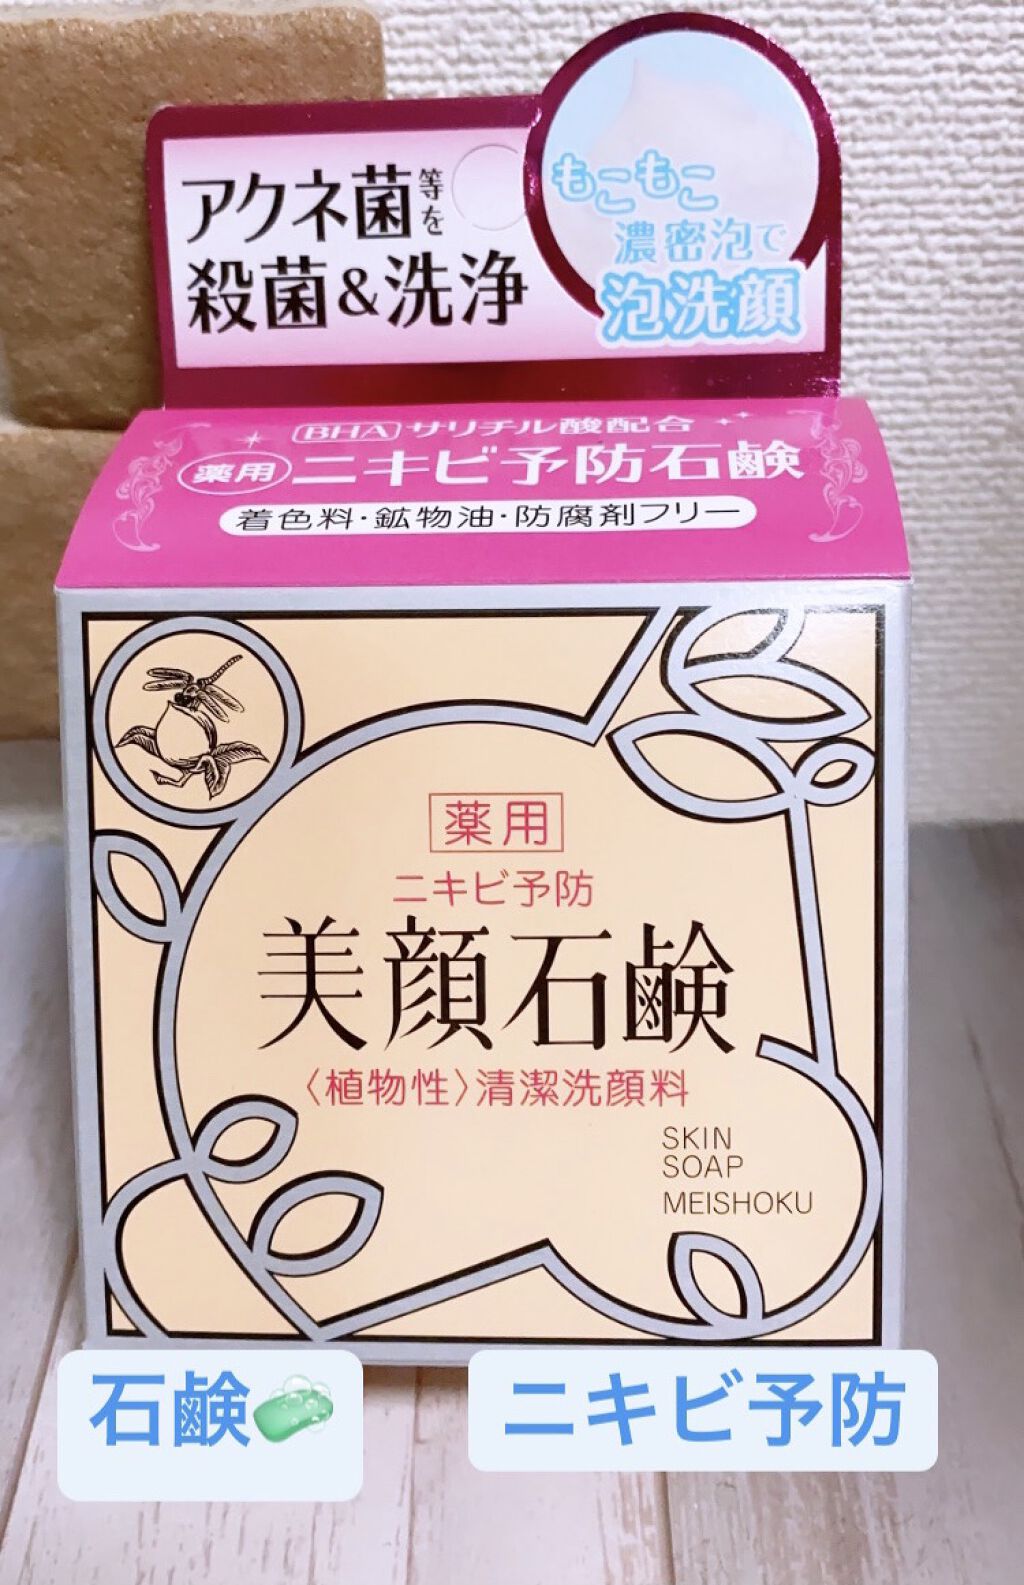 アクネ菌等を
殺菌&洗浄
もこもこ
濃密泡で
泡洗顔
BHA サリチル酸配合
薬用 ニキビ予防石鹸
着色料・鉱物油・防腐剤フリー
薬用
ニキビ予防
美顔石鹸
〈植物性〉清潔洗顔料
SKIN
SOAP
MEISHOKU
石鹸🧼
ニキビ予防